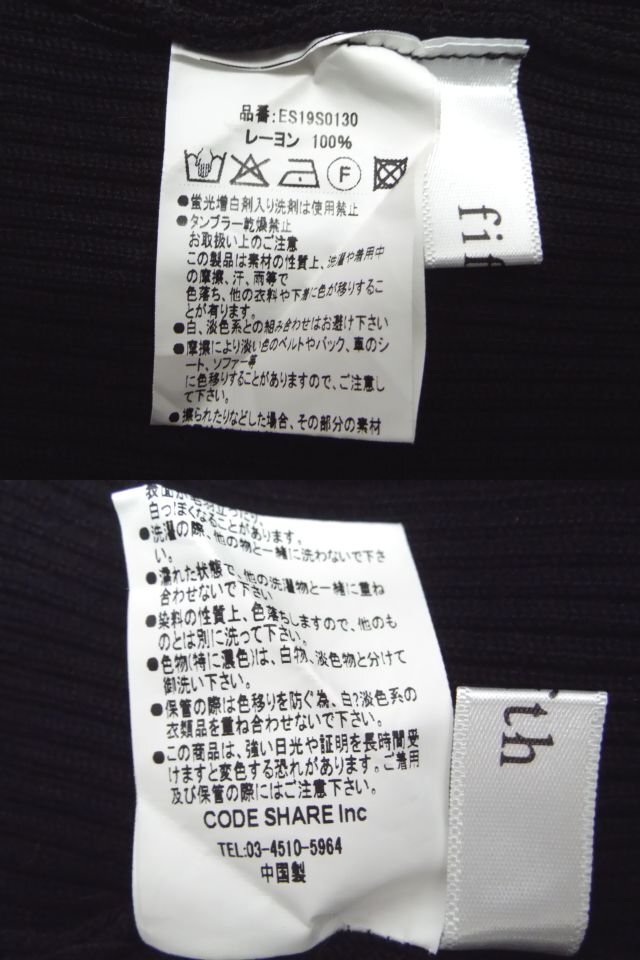 品番:ES19S0130
レーヨン 100%
F
●蛍光増白剤入り洗剤は使用禁止
●タンブラー乾燥禁止
お取扱い上のご注意
この製品は素材の性質上、洗濯や着用中
の摩擦、汗、雨等で
色落ち、他の衣料や下着に色が移りするこ
とが有ります。
●白、淡色系との組み合わせはお避け下さい
●摩擦により淡い色のベルトやバック、車のシ
ート、ソファー等
に色移りすることがありますので、ご注意し
て下さい。
●擦られたりなどした場合、その部分の素材
fif
白っぽくなることがあります。
●洗濯の際、他の物と一緒に洗わないで下さ
い。
●濡れた状態で、他の洗濯物と一緒に重ね
合わせないで下さい。
●染料の性質上、色落ちしますので、他のも
のとは別に洗って下さい。
●色物(特に濃色)は、白物、淡色物と分けて
御洗い下さい。
●保管の際は色移りを防ぐ為、白?淡色系の
衣類品を重ね合わせないで下さい。
●この商品は、強い日光や証明を長時間受
けますと変色する恐れがあります。ご着用
及び保管の際にはご注意下さい。
CODE SHARE Inc
TEL:03-4510-5964
中国製
ith